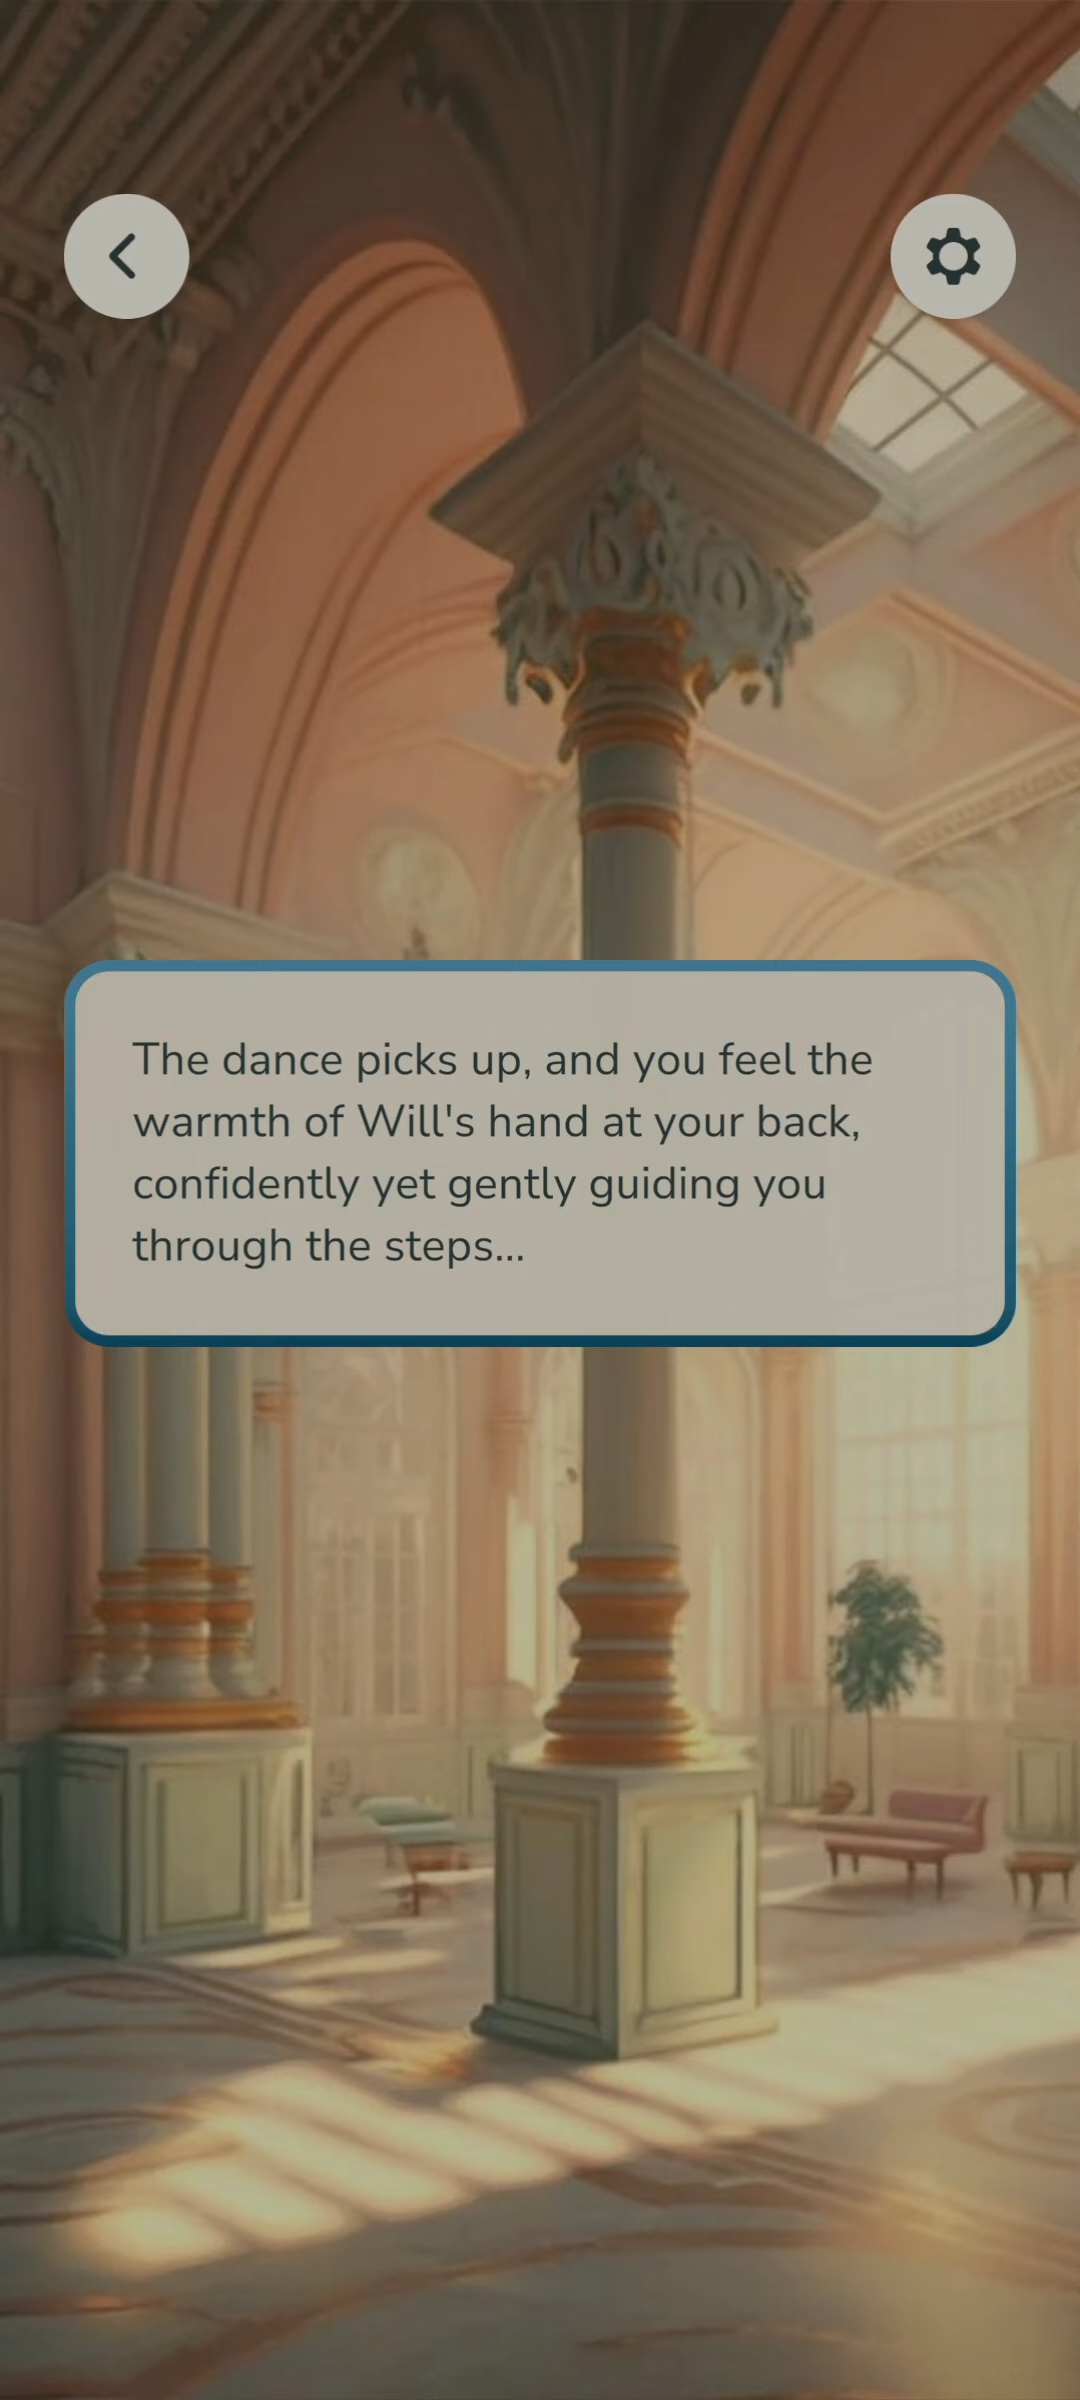 The dance picks up, and you feel the
warmth of Will's hand at your back,
confidently yet gently guiding you
through the steps...